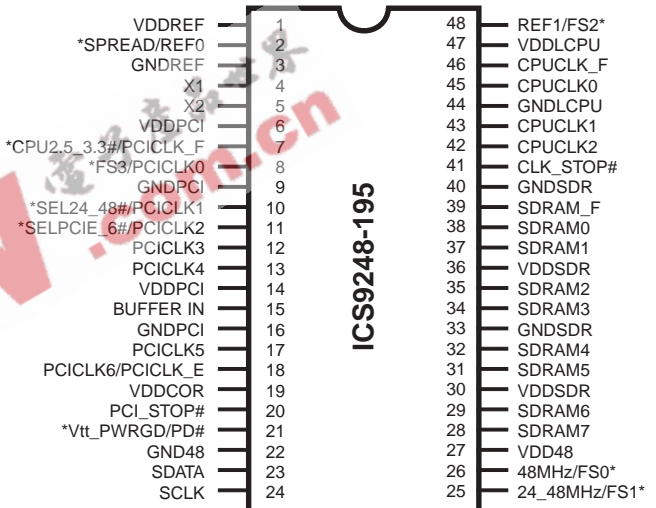 VDDREF 1 48 REF1/FS2*
*SPREAD/REF0 2 47 VDDLCPU
GNDREF 3 46 CPUCLK_F
X1 4 45 CPUCLK0
X2 5 44 GNDLCPU
VDDPCI 6 43 CPUCLK1
*CPU2.5_3.3#/PCICLK_F 7 42 CPUCLK2
*FS3/PCICLK0 8 41 CLK_STOP#
GNDPCI 9 40 GNDSDR
*SEL24_48#/PCICLK1 10 39 SDRAM_F
*SELPCIE_6#/PCICLK2 11 38 SDRAM0
PCICLK3 12 37 SDRAM1
PCICLK4 13 36 VDDSDR
VDDPCI 14 35 SDRAM2
BUFFER IN 15 34 SDRAM3
GNDPCI 16 33 GNDSDR
PCICLK5 17 32 SDRAM4
PCICLK6/PCICLK_E 18 31 SDRAM5
VDDCOR 19 30 VDDSDR
PCI_STOP# 20 29 SDRAM6
*Vtt_PWRGD/PD# 21 28 SDRAM7
GND48 22 27 VDD48
SDATA 23 26 48MHz/FS0*
SCLK 24 25 24_48MHz/FS1*
ICS9248-195
.com.cn